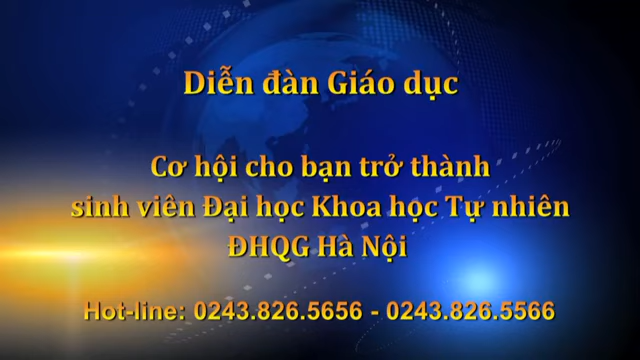 Diễn đàn Giáo dục
Cơ hội cho bạn trở thành
sinh viên Đại học Khoa học Tự nhiên
ĐHQG Hà Nội
Hot-line: 0243.826.5656 - 0243.826.5566